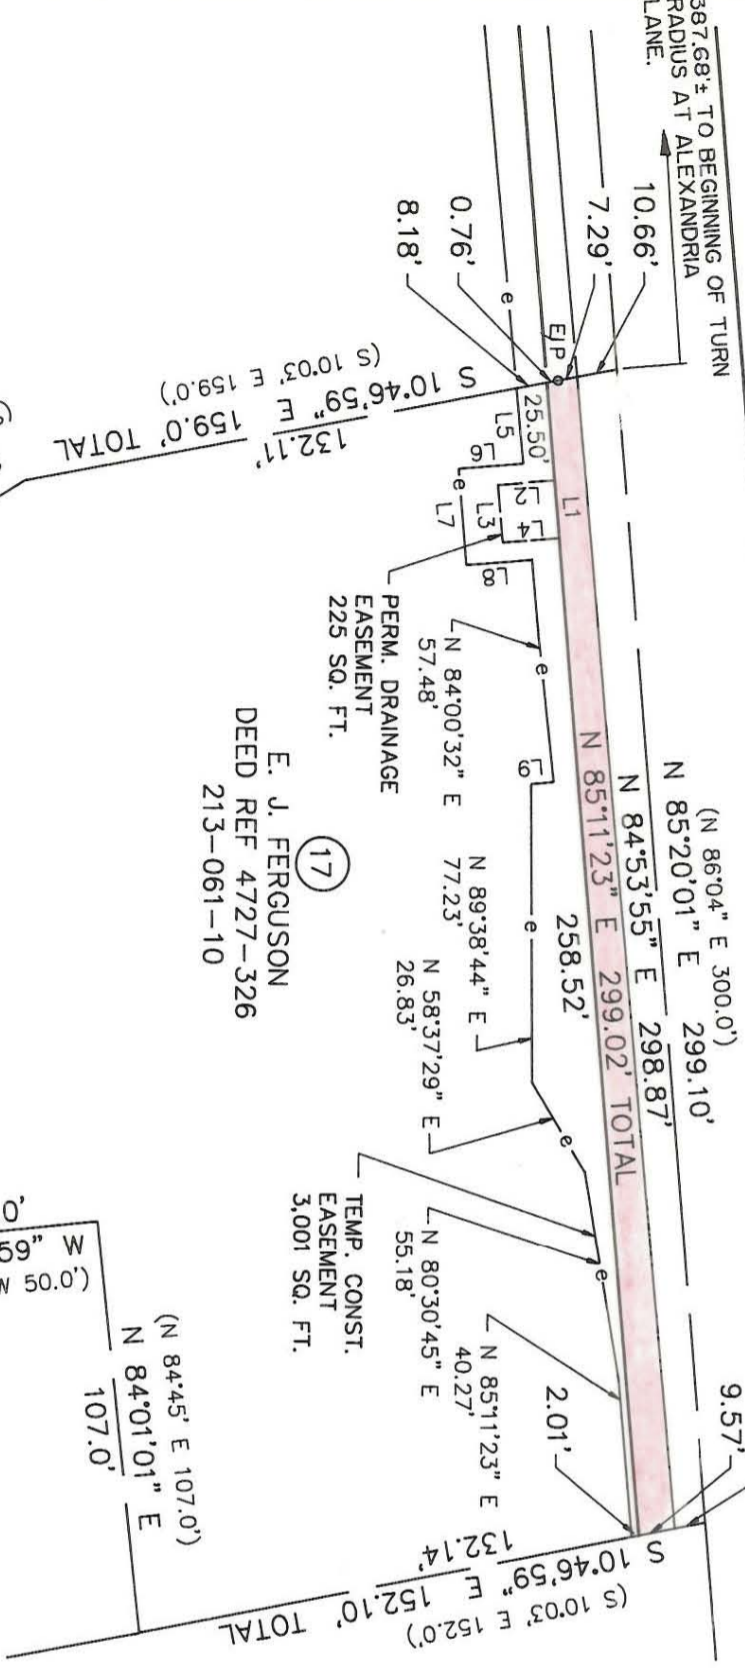 387.68'± TO BEGINNING OF TURN
RADIUS AT ALEXANDRIA
LANE.
10.66'
7.29'
0.76'
8.18'
E/P
e
25.50'
L1
L5
L6
L2
L4
L3
e
L7
L8
S 10°46'59" E 159.0' TOTAL
132.11'
(S 10°03' E 159.0')
PERM. DRAINAGE
EASEMENT
225 SQ. FT.
N 84°00'32" E
57.48'
e
L9
(N 86°04' E 300.0')
N 85°20'01" E 299.10'
N 84°53'55" E 298.87'
N 85°11'23" E 299.02' TOTAL
258.52'
e
N 89°38'44" E
77.23'
N 58°37'29" E
26.83'
e
17
E. J. FERGUSON
DEED REF 4727-326
213-061-10
TEMP. CONST.
EASEMENT
3,001 SQ. FT.
e
N 80°30'45" E
55.18'
N 85°11'23" E
40.27'
2.01'
9.57'
S 10°46'59" E 152.10' TOTAL
132.14'
(S 10°03' E 152.0')
(N 84°45' E 107.0')
N 84°01'01" E
107.0'
0'
59" W
W 50.0')